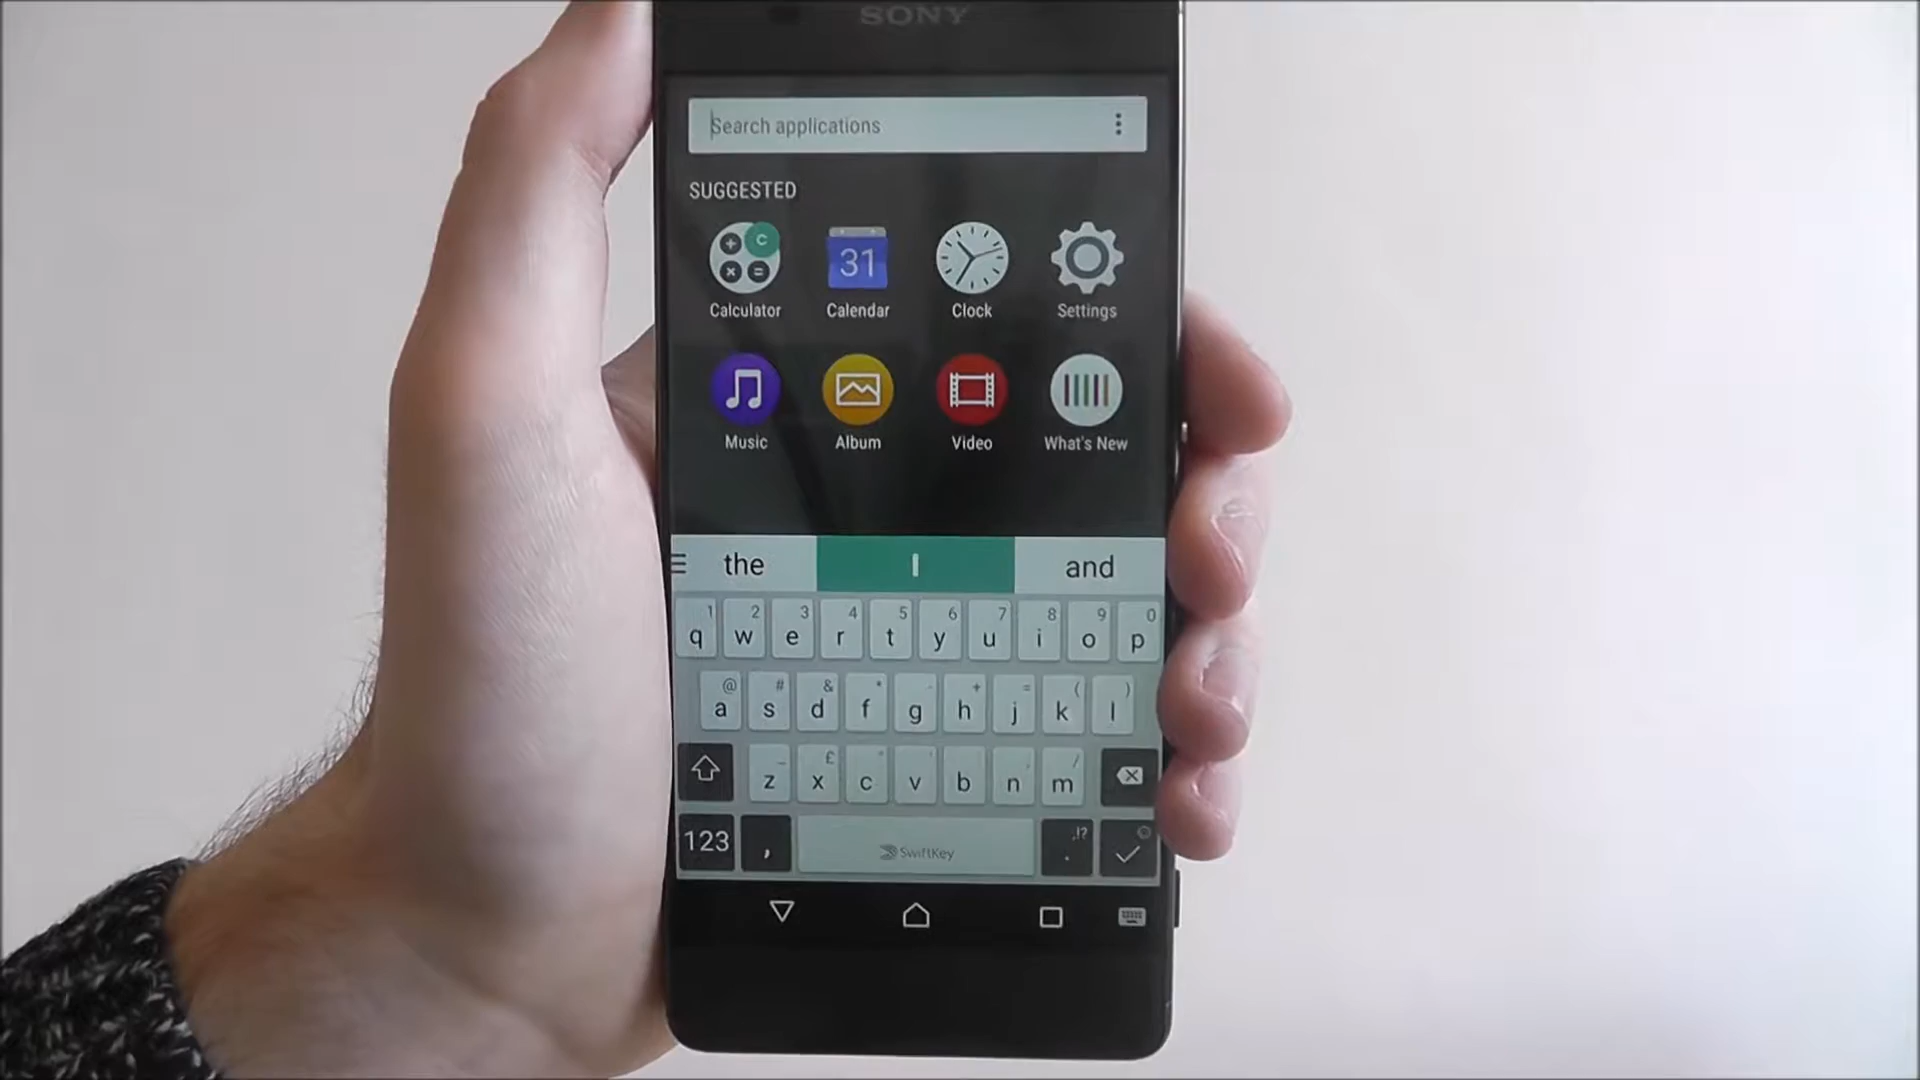 SONY
Search applications
SUGGESTED
C
31
Calculator Calendar Clock Settings
Music Album Video What's New
the I and
1 2 3 4 5 6 7 8 9 0
q w e r t y u i o p
@ # & * - + = ( )
a s d f g h j k l
£ /
z x c v b n m
.!?
123 , SwiftKey .